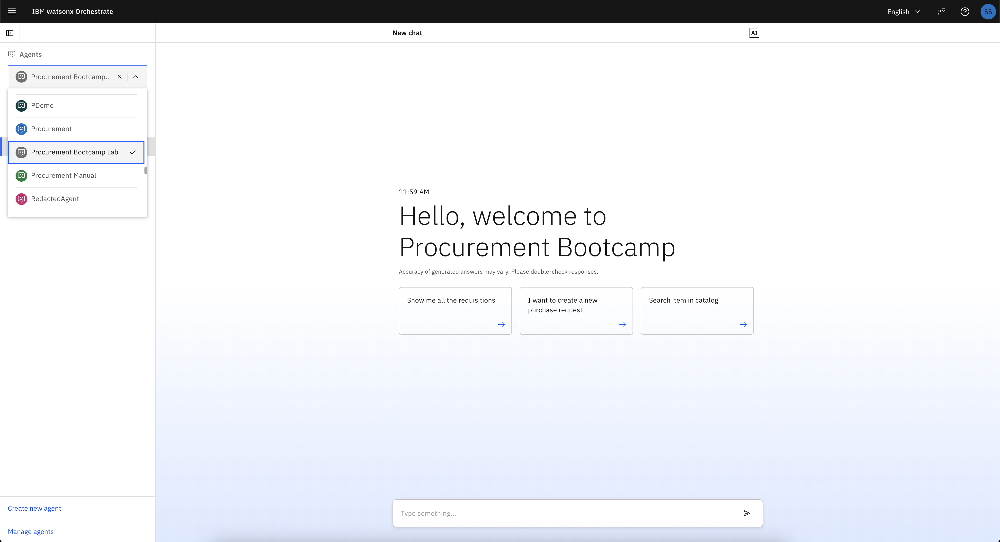 IBM watsonx Orchestrate
English
SS
New chat
AI
Agents
Procurement Bootcamp...
PDemo
Procurement
Procurement Bootcamp Lab
Procurement Manual
RedactedAgent
11:59 AM
Hello, welcome to
Procurement Bootcamp
Accuracy of generated answers may vary. Please double-check responses.
Show me all the requisitions
I want to create a new
purchase request
Search item in catalog
Type something...
Create new agent
Manage agents